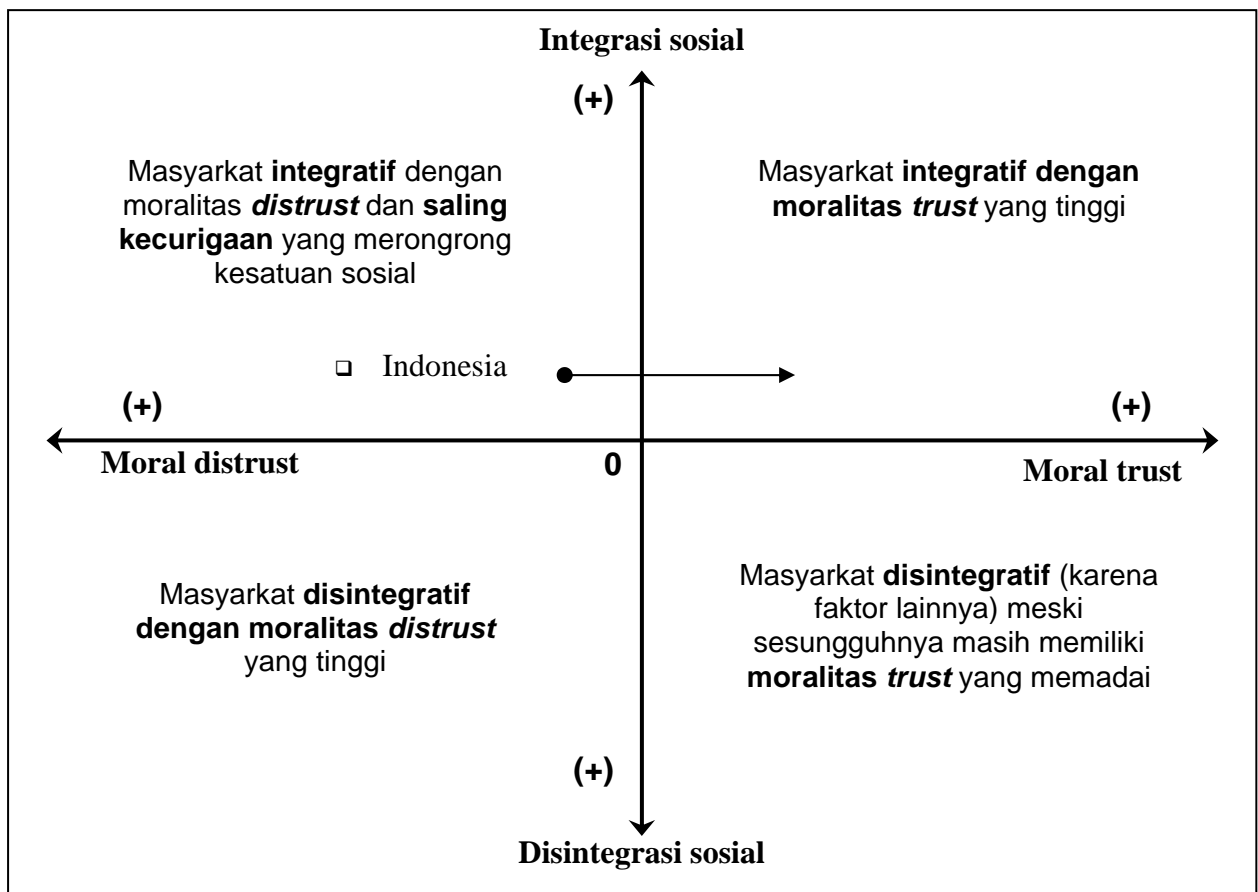 Integrasi sosial
(+)
Masyarkat integratif dengan
moralitas distrust dan saling
kecurigaan yang merongrong
kesatuan sosial
Masyarkat integratif dengan
moralitas trust yang tinggi
❑ Indonesia
(+)
(+)
Moral distrust
0
Moral trust
Masyarkat disintegratif
dengan moralitas distrust
yang tinggi
Masyarkat disintegratif (karena
faktor lainnya) meski
sesungguhnya masih memiliki
moralitas trust yang memadai
(+)
Disintegrasi sosial